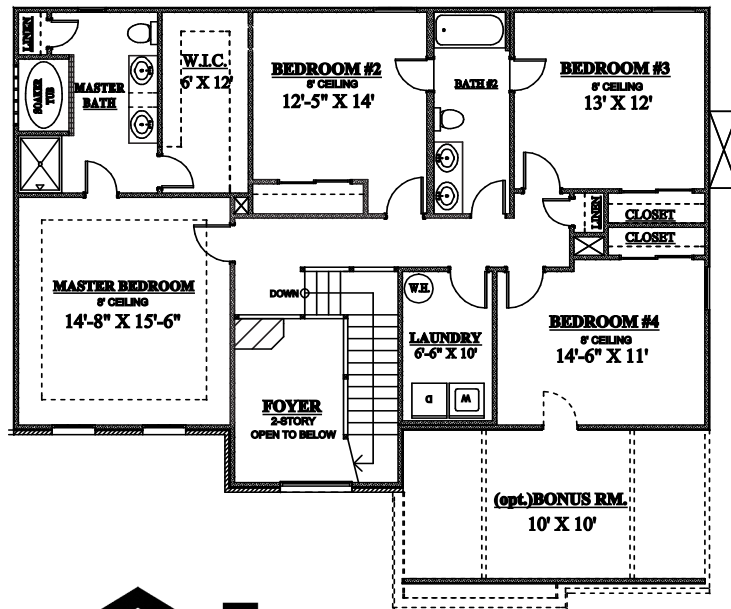 LINEN
SOAKER
TUB
MASTER
BATH
W.I.C.
6' X 12'
BEDROOM #2
8' CEILING
12'-5" X 14'
BATH #2
BEDROOM #3
8' CEILING
13' X 12'
LINEN
CLOSET
CLOSET
MASTER BEDROOM
8' CEILING
14'-8" X 15'-6"
DOWN
W.H.
LAUNDRY
6'-6" X 10'
D
W
BEDROOM #4
8' CEILING
14'-6" X 11'
FOYER
2-STORY
OPEN TO BELOW
(opt.)BONUS RM.
10' X 10'